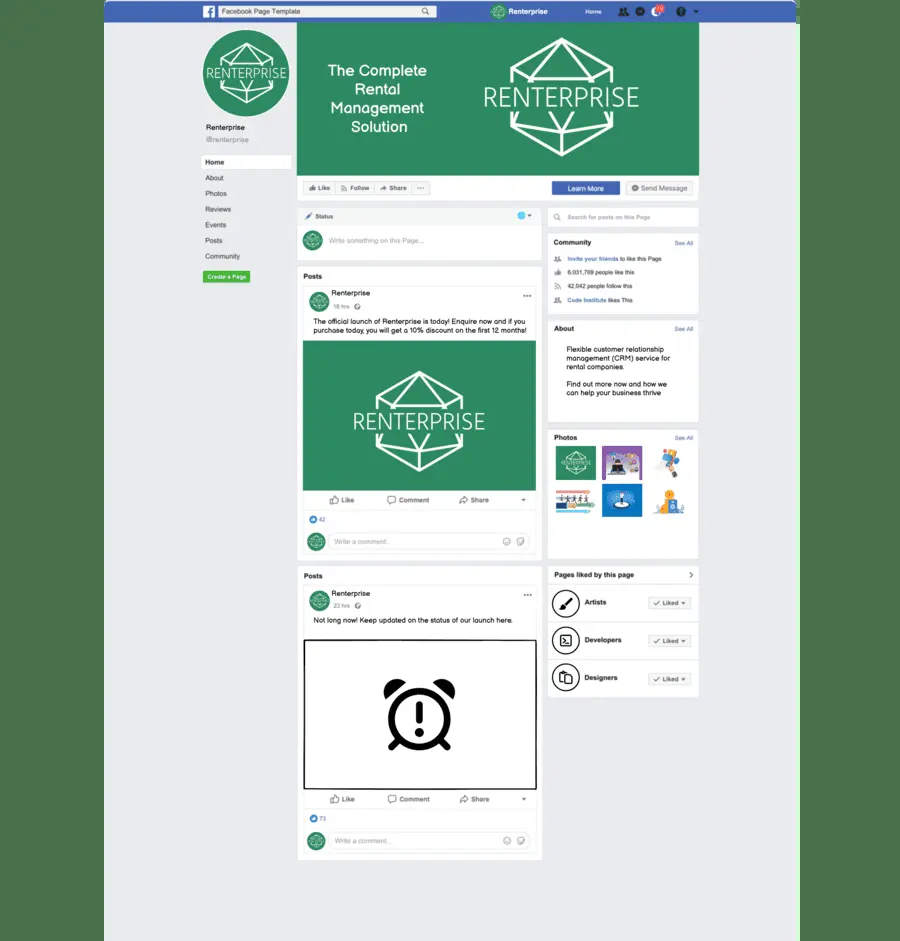 Facebook Page Template
Renterprise
Home
19
RENTERPRISE
Renterprise
@renterprise
Home
About
Photos
Reviews
Events
Posts
Community
Create a Page
The Complete
Rental
Management
Solution
RENTERPRISE
Like
Follow
Share
Learn More
Send Message
Status
Write something on this Page...
Posts
Renterprise
18 hrs
The official launch of Renterprise is today! Enquire now and if you
purchase today, you will get a 10% discount on the first 12 months!
RENTERPRISE
Like
Comment
Share
42
Write a comment.
Posts
Renterprise
23 hrs
Not long now! Keep updated on the status of our launch here.
Like
Comment
Share
73
Write a comment...
Search for posts on this Page
Community
See All
Invite your friends to like this Page
6,031,769 people like this
42,042 people follow this
Code Institute likes This
About
See All
Flexible customer relationship
management (CRM) service for
rental companies.
Find out more now and how we
can help your business thrive
Photos
See All
RENTERPRISE
Pages liked by this page
Artists
Liked
Developers
Liked
Designers
Liked